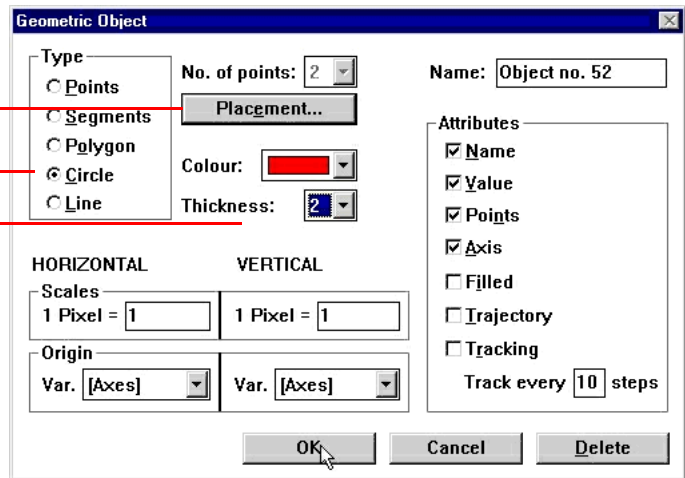 Geometric Object
Type
Points
Segments
Polygon
Circle
Line
No. of points: 2
Placement...
Colour:
Thickness: 2
Name: Object no. 52
Attributes
Name
Value
Points
Axis
Filled
Trajectory
Tracking
Track every 10 steps
HORIZONTAL VERTICAL
Scales
1 Pixel = 1 1 Pixel = 1
Origin
Var. [Axes] Var. [Axes]
OK Cancel Delete